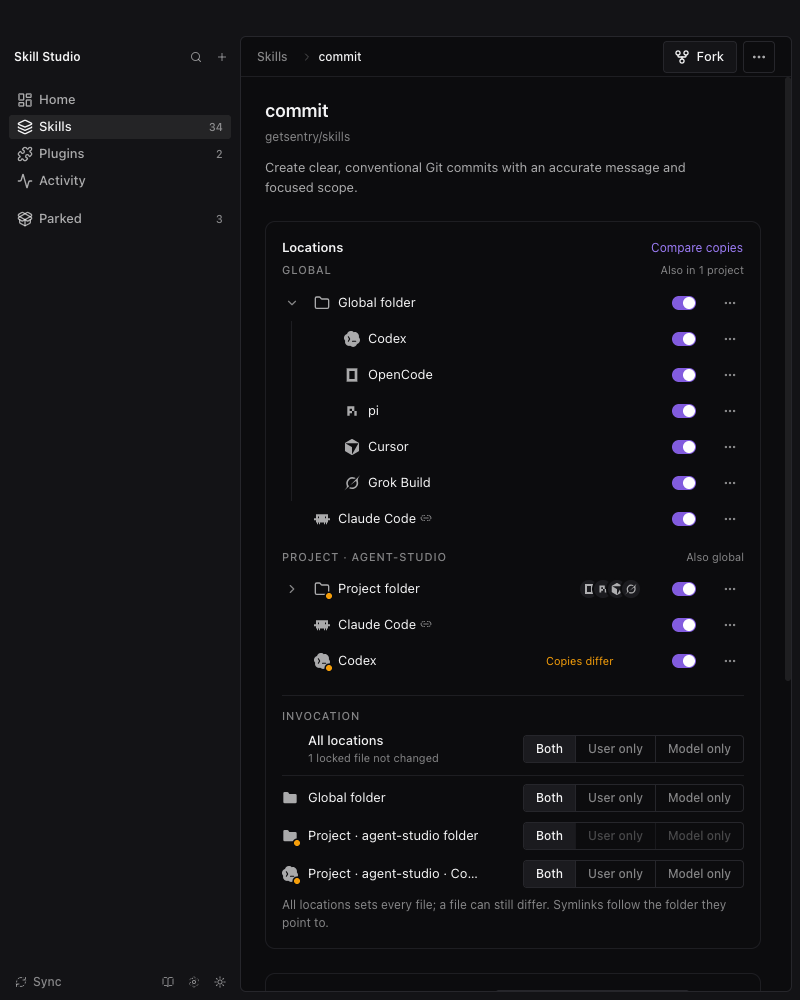 Skill Studio
Skills
commit
Fork
Home
Skills 34
Plugins 2
Activity
Parked 3
commit
getsentry/skills
Create clear, conventional Git commits with an accurate message and
focused scope.
Locations
Compare copies
GLOBAL
Also in 1 project
Global folder
Codex
OpenCode
pi
Cursor
Grok Build
Claude Code
PROJECT · AGENT-STUDIO
Also global
Project folder
Claude Code
Codex
Copies differ
INVOCATION
All locations
1 locked file not changed
Both User only Model only
Global folder
Both User only Model only
Project · agent-studio folder
Both User only Model only
Project · agent-studio · Co...
Both User only Model only
All locations sets every file; a file can still differ. Symlinks follow the folder they
point to.
Sync